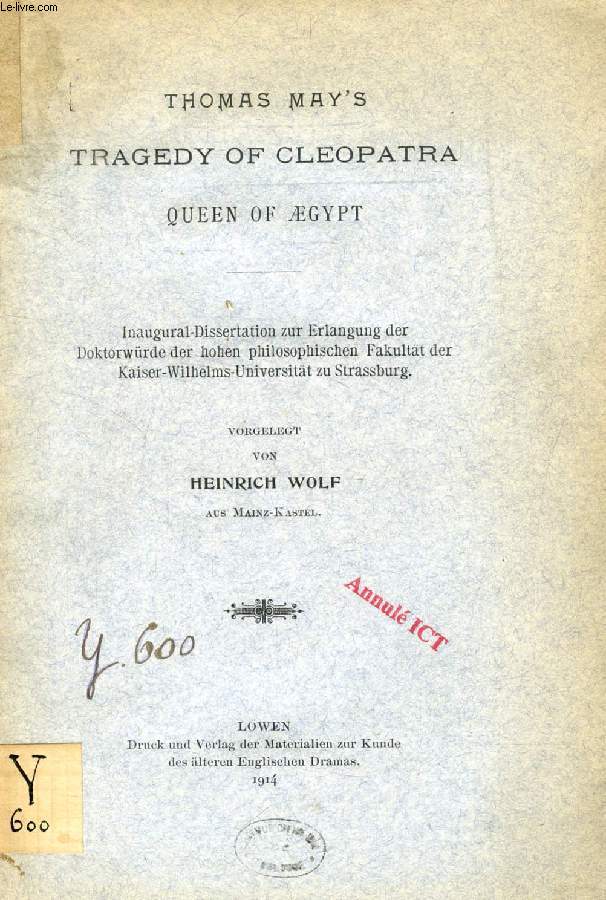 Le-livre.com
THOMAS MAY'S
TRAGEDY OF CLEOPATRA
QUEEN OF ÆGYPT
Inaugural-Dissertation zur Erlangung der
Doktorwürde der hohen philosophischen Fakultät der
Kaiser-Wilhelms-Universität zu Strassburg.
VORGELEGT
VON
HEINRICH WOLF
AUS MAINZ-KASTEL.
Annulé ICT
Y. 600
LÖWEN
Druck und Verlag der Materialien zur Kunde
des älteren Englischen Dramas.
1914
Y
600